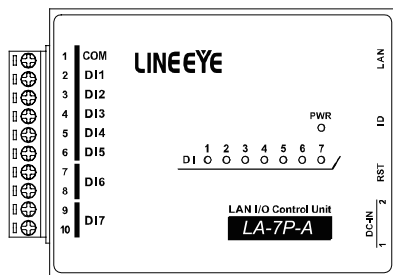 1 COM
2 DI1
3 DI2
4 DI3
5 DI4
6 DI5
7
8
DI6
9
10
DI7
LINEEYE
PWR
1 2 3 4 5 6 7
DI
LAN I/O Control Unit
LA-7P-A
LAN
ID
RST
DC-IN
2
1